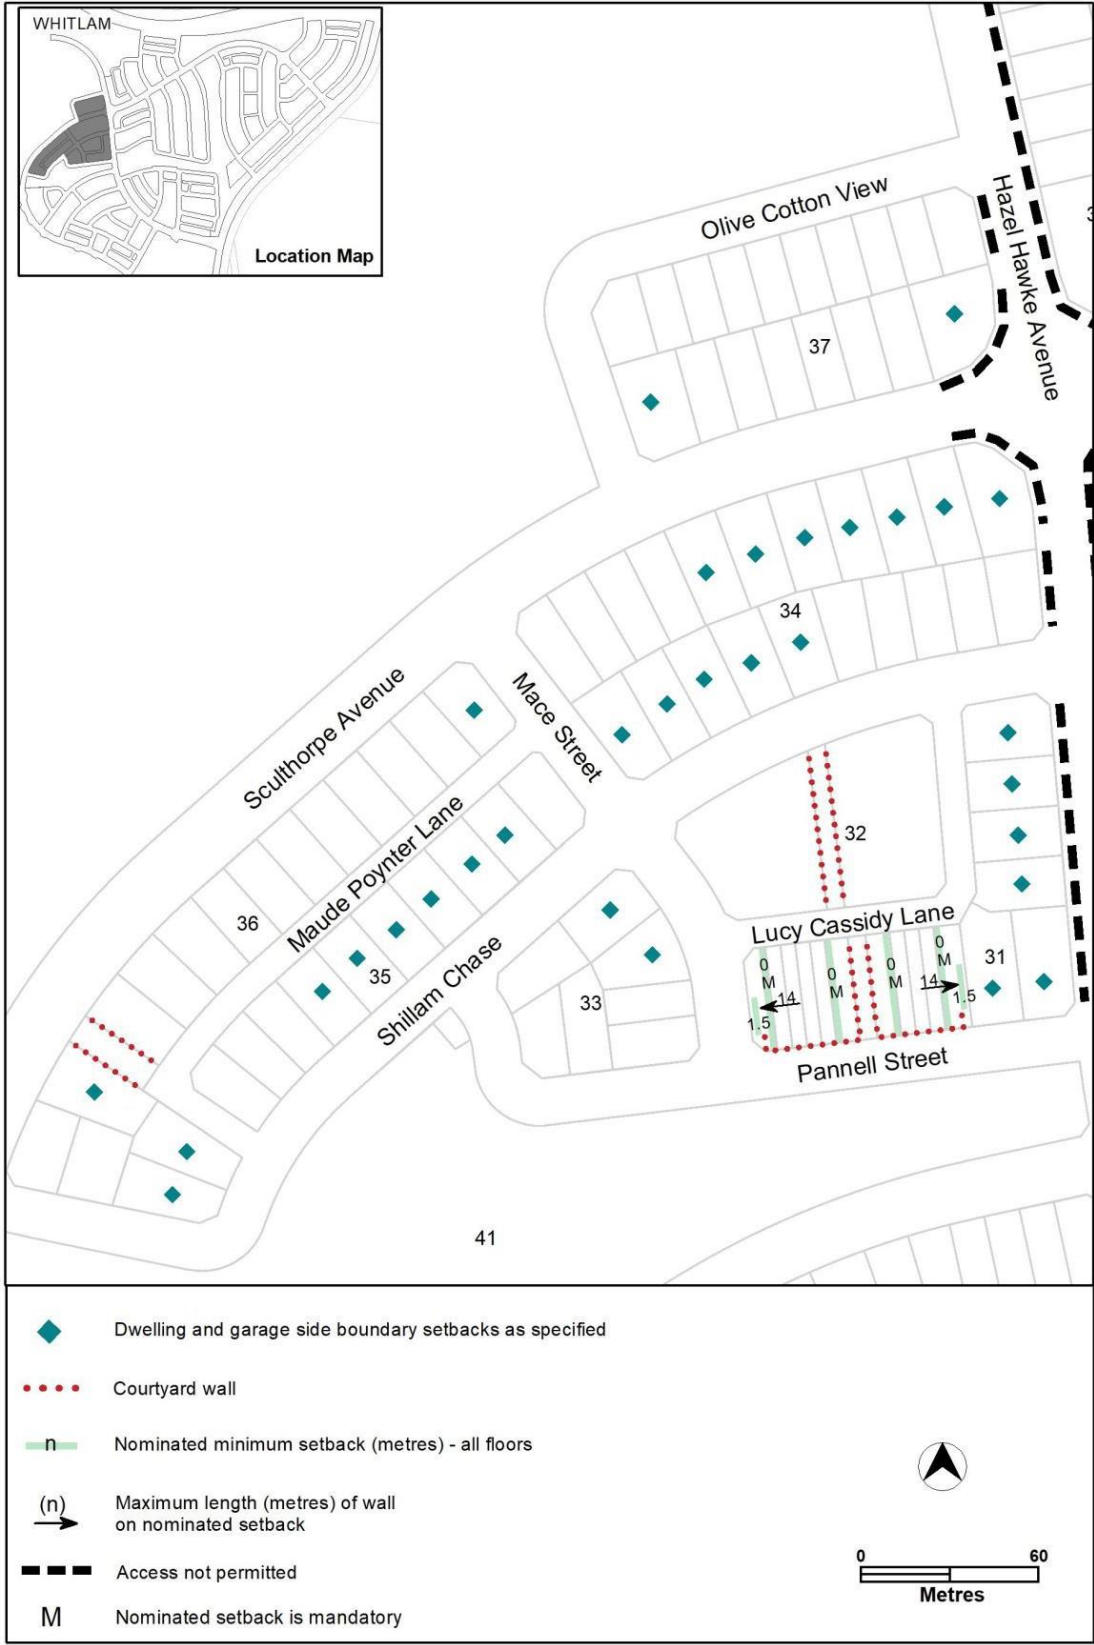 WHITLAM
Location Map
Olive Cotton View
Hazel Hawke Avenue
37
34
Sculthorpe Avenue
Mace Street
Maude Poynter Lane
32
36
35
Shillam Chase
33
Lucy Cassidy Lane
31
0
M
0
M
0
M
0
M
14
14
1.5
1.5
Pannell Street
41
Dwelling and garage side boundary setbacks as specified
Courtyard wall
n Nominated minimum setback (metres) - all floors
(n) Maximum length (metres) of wall
on nominated setback
Access not permitted
M Nominated setback is mandatory
0 60
Metres